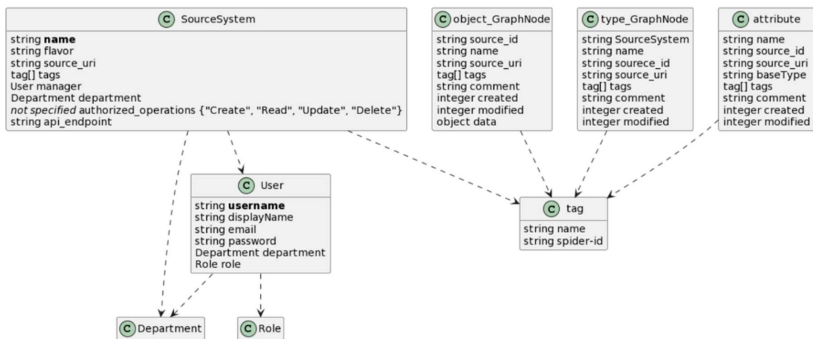 C SourceSystem
string name
string flavor
string source_uri
tag[] tags
User manager
Department department
not specified authorized_operations {"Create", "Read", "Update", "Delete"}
string api_endpoint
C object_GraphNode
string source_id
string name
string source_uri
tag[] tags
string comment
integer created
integer modified
object data
C type_GraphNode
string SourceSystem
string name
string sourece_id
string source_uri
tag[] tags
string comment
integer created
integer modified
C attribute
string name
string source_id
string source_uri
string baseType
tag[] tags
string comment
integer created
integer modified
C User
string username
string displayName
string email
string password
Department department
Role role
C tag
string name
string spider-id
C Department
C Role